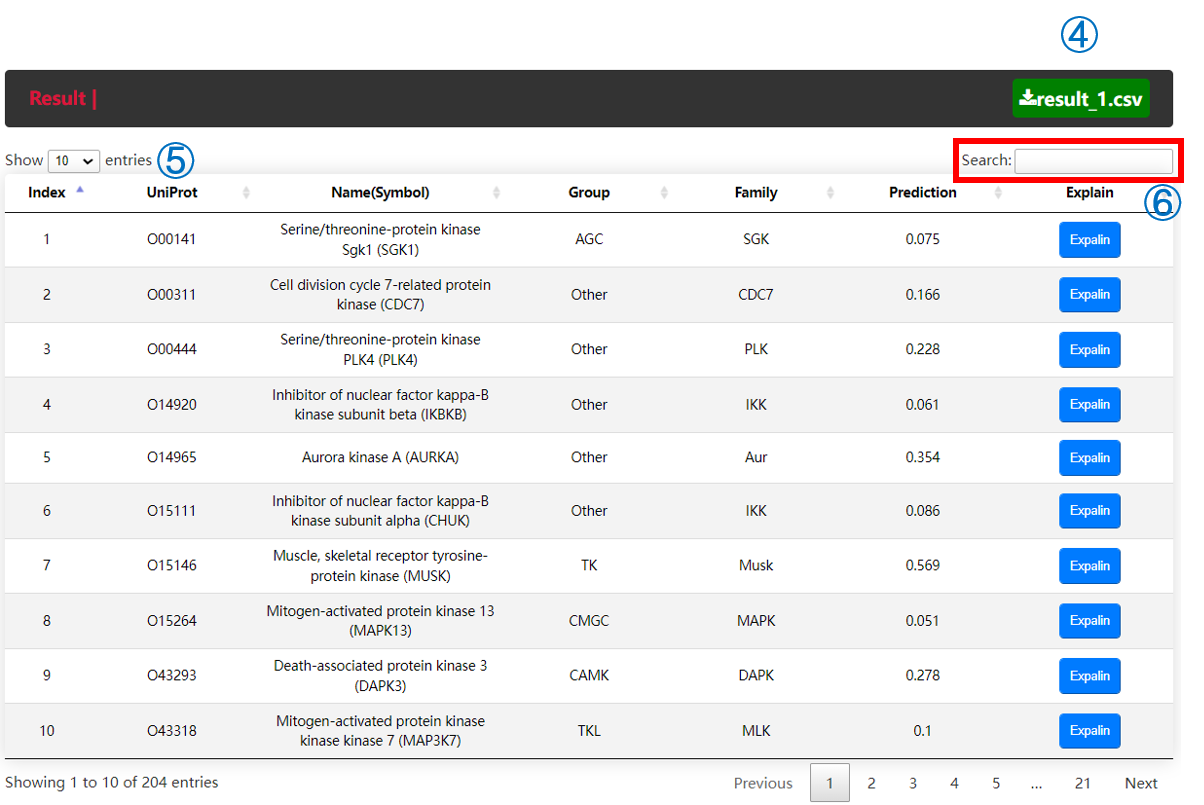 ④
Result |
result_1.csv
Show 10 entries ⑤ Search:
Index UniProt Name(Symbol) Group Family Prediction Explain ⑥
1 O00141 Serine/threonine-protein kinase Sgk1 (SGK1) AGC SGK 0.075 Expalin
2 O00311 Cell division cycle 7-related protein kinase (CDC7) Other CDC7 0.166 Expalin
3 O00444 Serine/threonine-protein kinase PLK4 (PLK4) Other PLK 0.228 Expalin
4 O14920 Inhibitor of nuclear factor kappa-B kinase subunit beta (IKBKB) Other IKK 0.061 Expalin
5 O14965 Aurora kinase A (AURKA) Other Aur 0.354 Expalin
6 O15111 Inhibitor of nuclear factor kappa-B kinase subunit alpha (CHUK) Other IKK 0.086 Expalin
7 O15146 Muscle, skeletal receptor tyrosine-protein kinase (MUSK) TK Musk 0.569 Expalin
8 O15264 Mitogen-activated protein kinase 13 (MAPK13) CMGC MAPK 0.051 Expalin
9 O43293 Death-associated protein kinase 3 (DAPK3) CAMK DAPK 0.278 Expalin
10 O43318 Mitogen-activated protein kinase kinase kinase 7 (MAP3K7) TKL MLK 0.1 Expalin
Showing 1 to 10 of 204 entries Previous 1 2 3 4 5 ... 21 Next